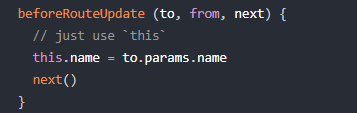 beforeRouteUpdate (to, from, next) {
  // just use `this`
  this.name = to.params.name
  next()
}